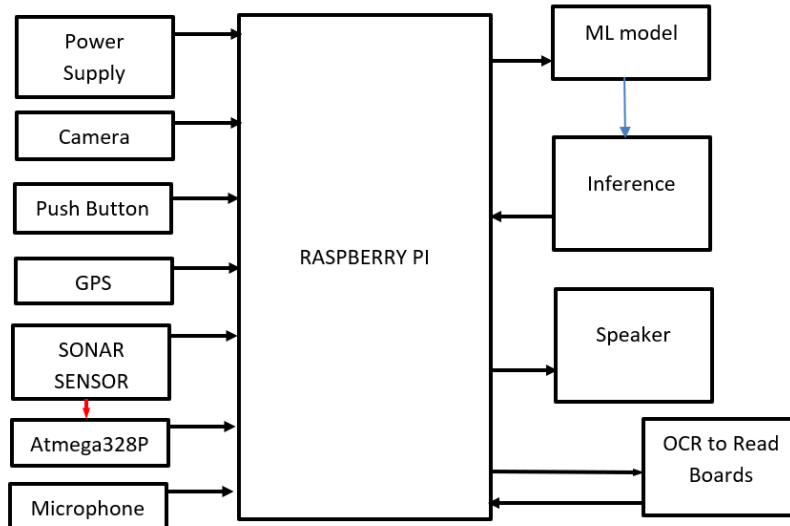 Power
Supply
Camera
Push Button
GPS
SONAR
SENSOR
Atmega328P
Microphone
RASPBERRY PI
ML model
Inference
Speaker
OCR to Read
Boards